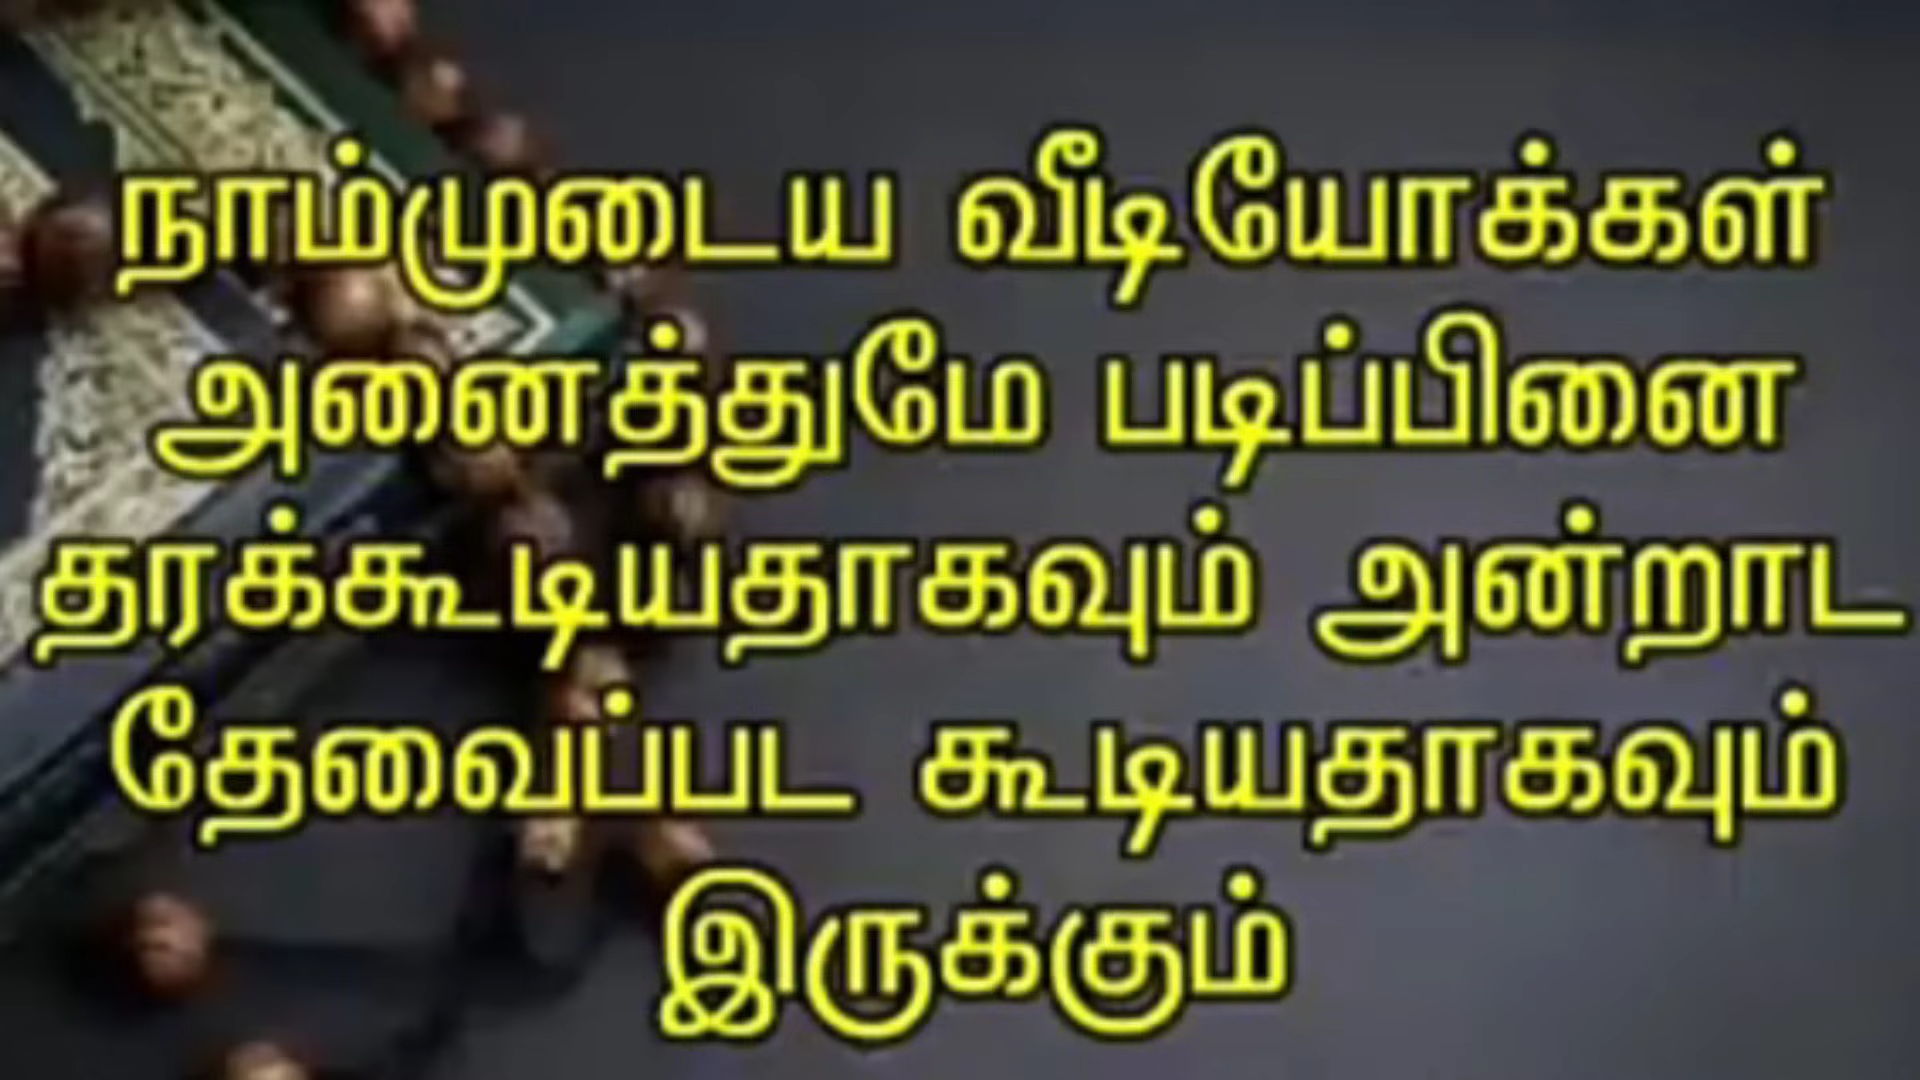 நாம்முடைய வீடியோக்கள்
அனைத்துமே படிப்பினை
தரக்கூடியதாகவும் அன்றாட
தேவைப்பட கூடியதாகவும்
இருக்கும்